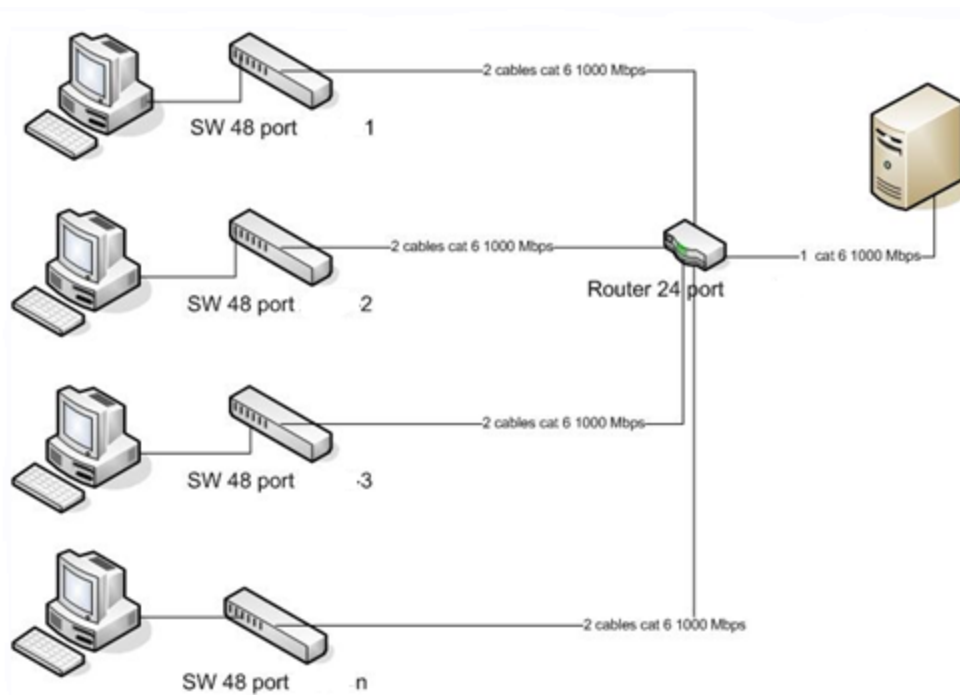 2 cables cat 6 1000 Mbps
SW 48 port 1
2 cables cat 6 1000 Mbps
1 cat 6 1000 Mbps
SW 48 port 2
Router 24 port
2 cables cat 6 1000 Mbps
SW 48 port 3
2 cables cat 6 1000 Mbps
SW 48 port n